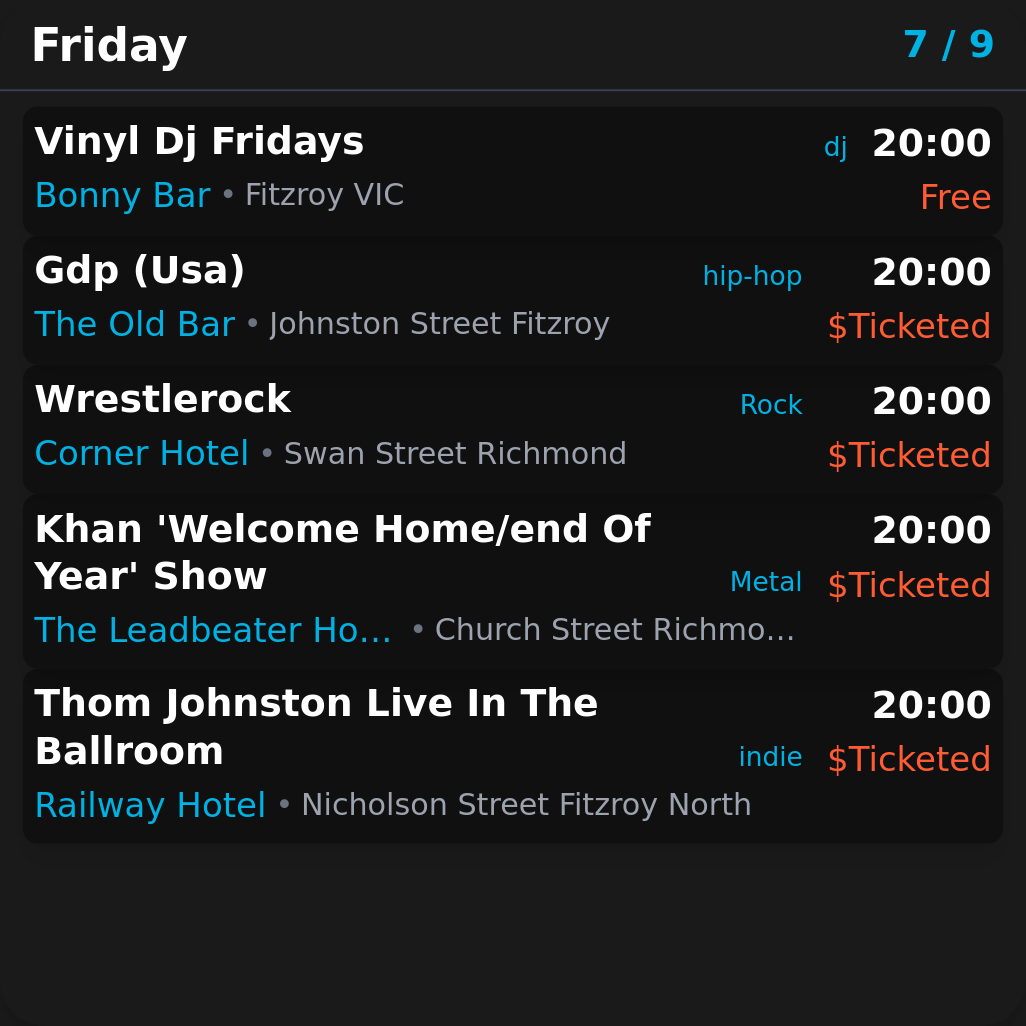 Friday 7 / 9
Vinyl Dj Fridays dj 20:00
Bonny Bar • Fitzroy VIC Free
Gdp (Usa) hip-hop 20:00
The Old Bar • Johnston Street Fitzroy $Ticketed
Wrestlerock Rock 20:00
Corner Hotel • Swan Street Richmond $Ticketed
Khan 'Welcome Home/end Of 20:00
Year' Show Metal $Ticketed
The Leadbeater Ho... • Church Street Richmo...
Thom Johnston Live In The 20:00
Ballroom indie $Ticketed
Railway Hotel • Nicholson Street Fitzroy North